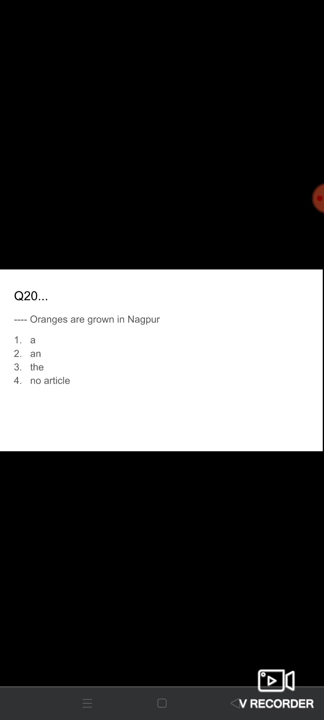 Q20...
---- Oranges are grown in Nagpur
1. a
2. an
3. the
4. no article
V RECORDER